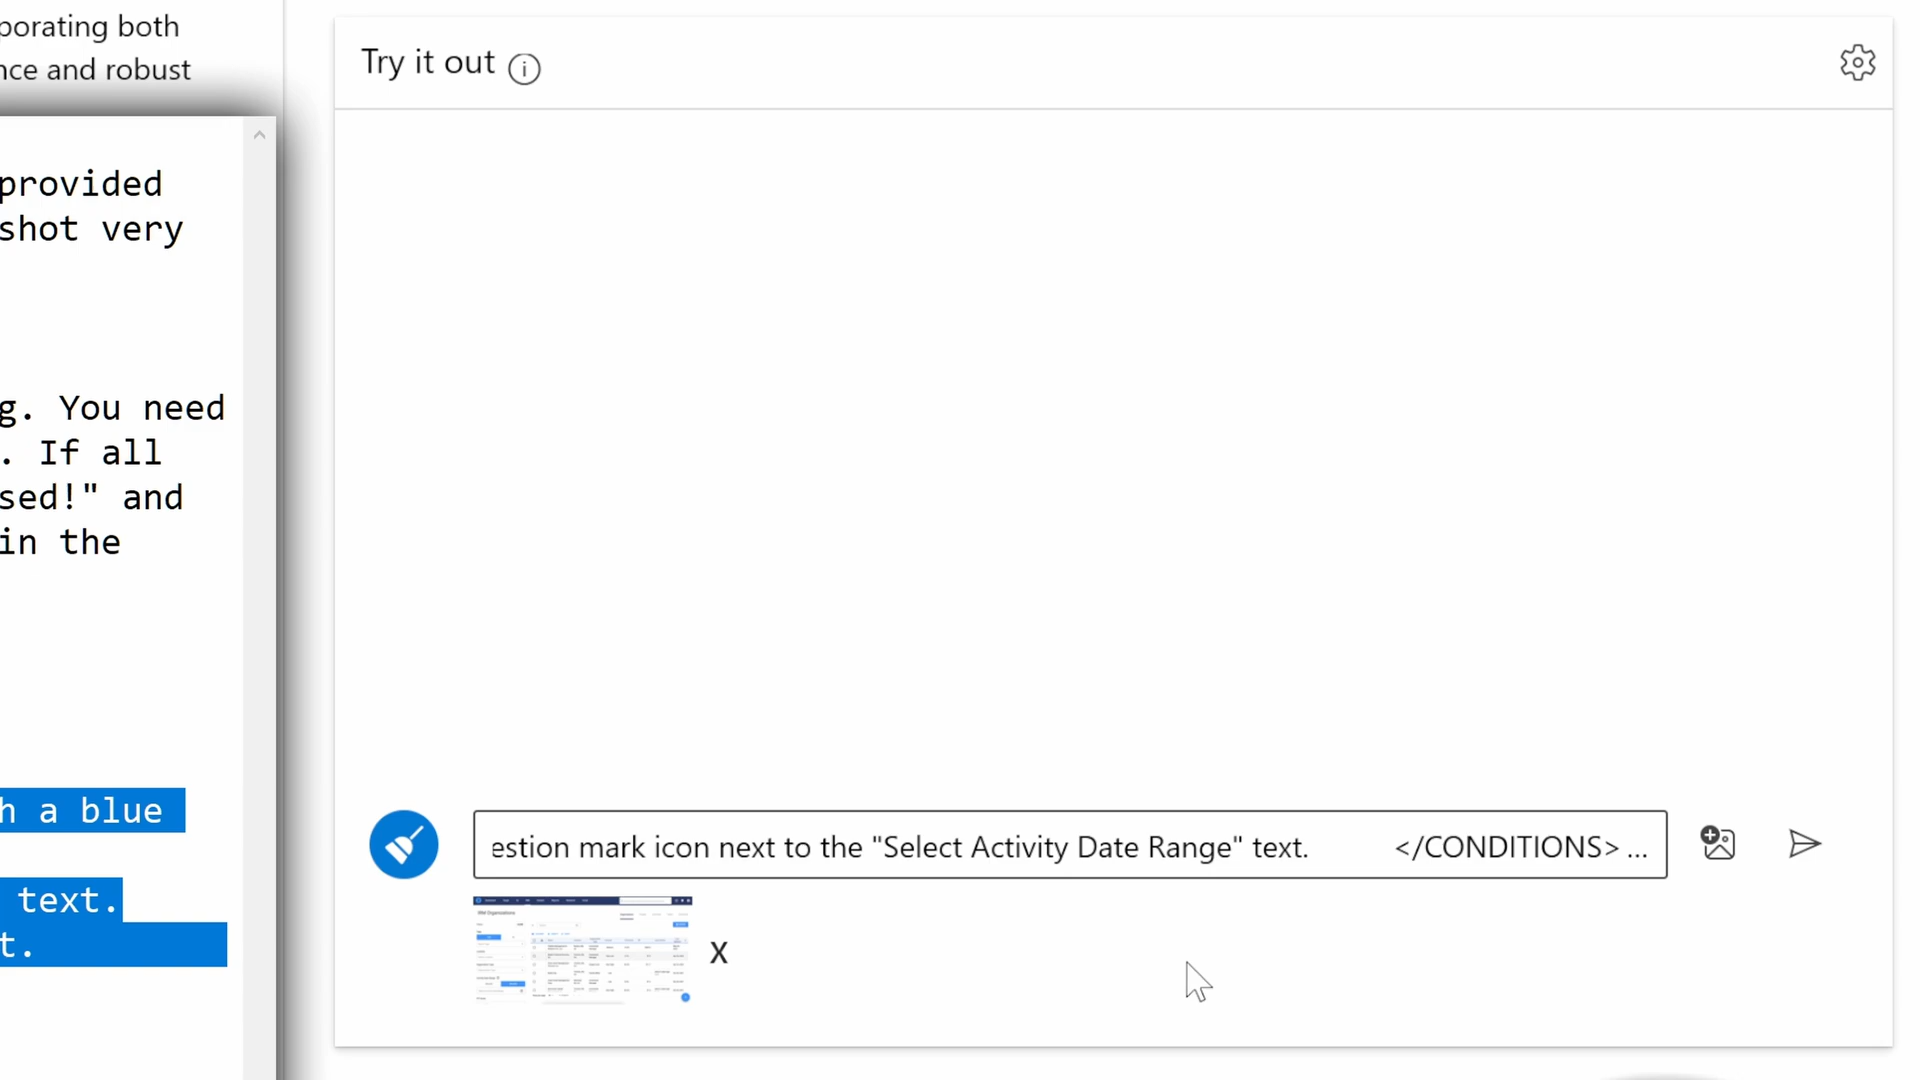 porating both
nce and robust
provided
shot very
g. You need
. If all
sed!" and
in the
h a blue
text.
t.
Try it out
estion mark icon next to the "Select Activity Date Range" text. </CONDITIONS> ...
X